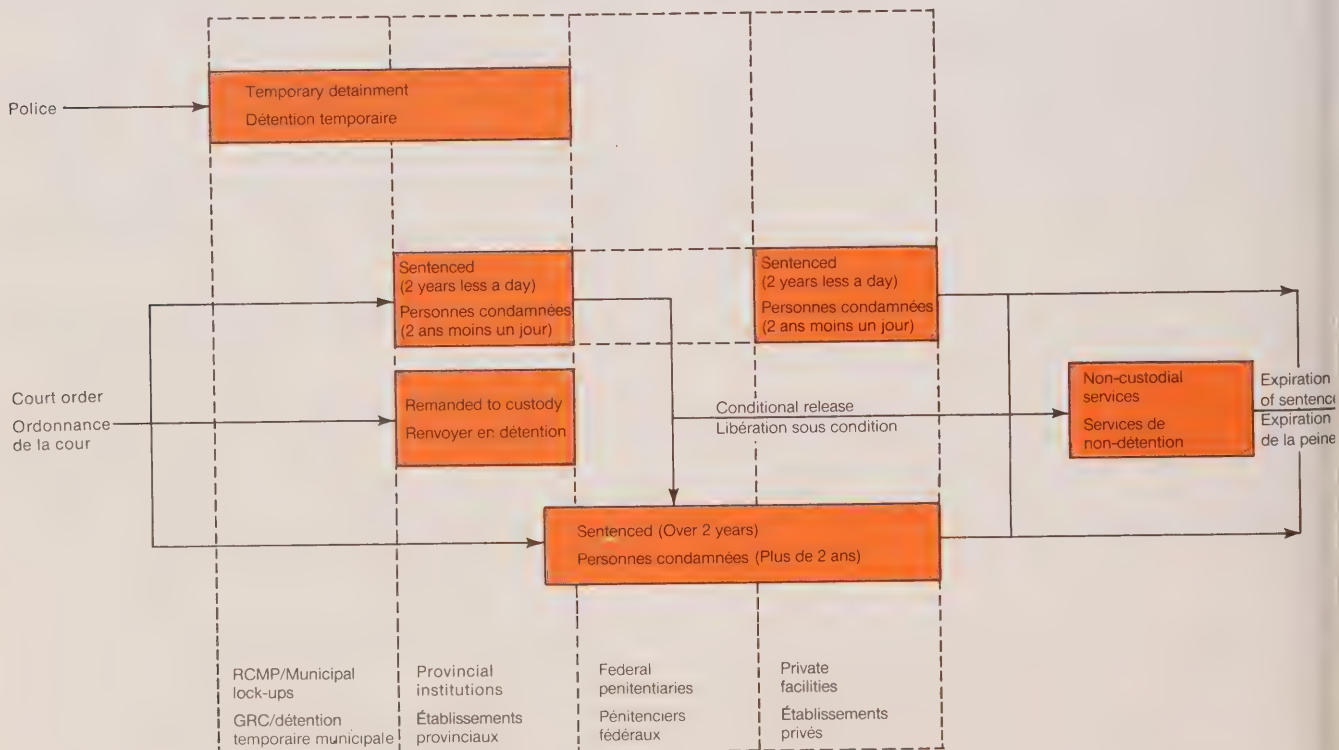 Police
Temporary detainment
Détention temporaire
Sentenced
(2 years less a day)
Personnes condamnées
(2 ans moins un jour)
Sentenced
(2 years less a day)
Personnes condamnées
(2 ans moins un jour)
Court order
Ordonnance
de la cour
Remanded to custody
Renvoyer en détention
Conditional release
Libération sous condition
Non-custodial
services
Services de
non-détention
Expiration
of sentence
Expiration
de la peine
Sentenced (Over 2 years)
Personnes condamnées (Plus de 2 ans)
RCMP/Municipal
lock-ups
GRC/détention
temporaire municipale
Provincial
institutions
Établissements
provinciaux
Federal
penitentiaries
Pénitenciers
fédéraux
Private
facilities
Établissements
privés